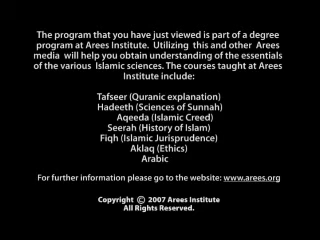 The program that you have just viewed is part of a degree
program at Arees Institute. Utilizing this and other Arees
media will help you obtain understanding of the essentials
of the various Islamic sciences. The courses taught at Arees
Institute include:
Tafseer (Quranic explanation)
Hadeeth (Sciences of Sunnah)
Aqeeda (Islamic Creed)
Seerah (History of Islam)
Fiqh (Islamic Jurisprudence)
Aklaq (Ethics)
Arabic
For further information please go to the website: www.arees.org
Copyright © 2007 Arees Institute
All Rights Reserved.